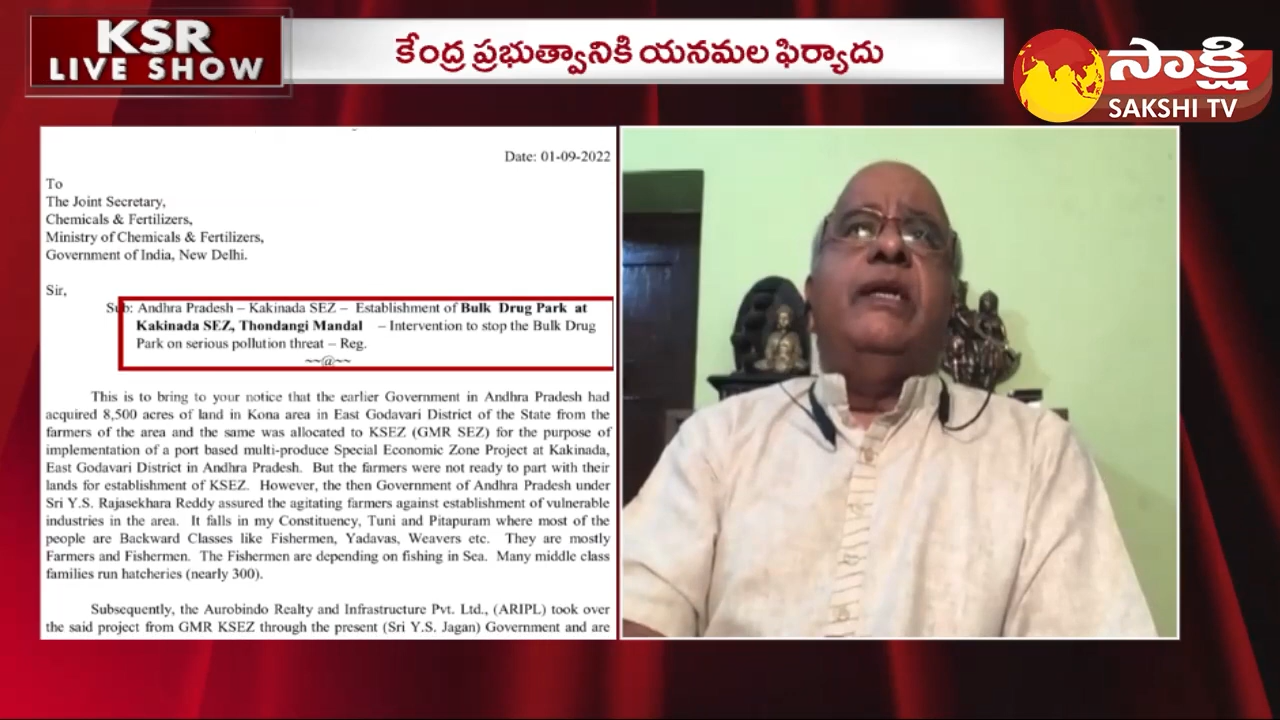 KSR
LIVE SHOW
కేంద్ర ప్రభుత్వానికి యనమల ఫిర్యాదు
సాక్షి
SAKSHI TV
Date: 01-09-2022
To
The Joint Secretary,
Chemicals & Fertilizers,
Ministry of Chemicals & Fertilizers,
Government of India, New Delhi.
Sir,
Sub: Andhra Pradesh – Kakinada SEZ – Establishment of Bulk Drug Park at
Kakinada SEZ, Thondangi Mandal – Intervention to stop the Bulk Drug
Park on serious pollution threat – Reg.
~~@~~
This is to bring to your notice that the earlier Government in Andhra Pradesh had
acquired 8,500 acres of land in Kona area in East Godavari District of the State from the
farmers of the area and the same was allocated to KSEZ (GMR SEZ) for the purpose of
implementation of a port based multi-produce Special Economic Zone Project at Kakinada,
East Godavari District in Andhra Pradesh. But the farmers were not ready to part with their
lands for establishment of KSEZ. However, the then Government of Andhra Pradesh under
Sri Y.S. Rajasekhara Reddy assured the agitating farmers against establishment of vulnerable
industries in the area. It falls in my Constituency, Tuni and Pitapuram where most of the
people are Backward Classes like Fishermen, Yadavas, Weavers etc. They are mostly
Farmers and Fishermen. The Fishermen are depending on fishing in Sea. Many middle class
families run hatcheries (nearly 300).
Subsequently, the Aurobindo Realty and Infrastructure Pvt. Ltd., (ARIPL) took over
the said project from GMR KSEZ through the present (Sri Y.S. Jagan) Government and are